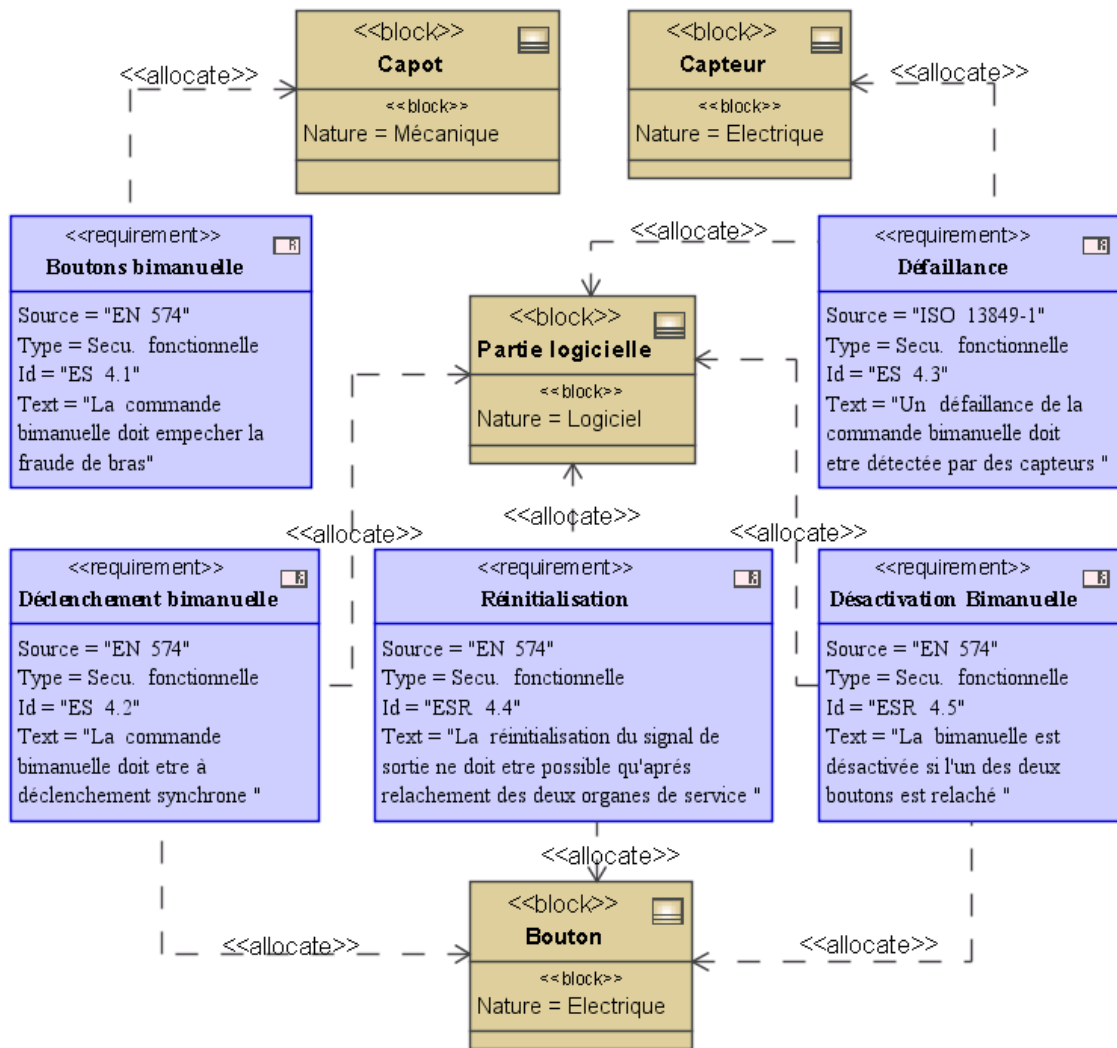 <<block>>
Capot
<<block>>
Nature = Mécanique
<<block>>
Capteur
<<block>>
Nature = Electrique
<<allocate>>
<<allocate>>
<<requirement>>
Boutons bimanuelle
Source = "EN 574"
Type = Secu. fonctionnelle
Id = "ES 4.1"
Text = "La commande
bimanuelle doit empecher la
fraude de bras"
<<allocate>>
<<block>>
Partie logicielle
<<block>>
Nature = Logiciel
<<requirement>>
Défaillance
Source = "ISO 13849-1"
Type = Secu. fonctionnelle
Id = "ES 4.3"
Text = "Un défaillance de la
commande bimanuelle doit
etre détectée par des capteurs "
<<allocate>>
<<allocate>>
<<allocate>>
<<requirement>>
Déclenchement bimanuelle
Source = "EN 574"
Type = Secu. fonctionnelle
Id = "ES 4.2"
Text = "La commande
bimanuelle doit etre à
déclenchement synchrone "
<<requirement>>
Réinitialisation
Source = "EN 574"
Type = Secu. fonctionnelle
Id = "ESR 4.4"
Text = "La réinitialisation du signal de
sortie ne doit etre possible qu'aprés
relachement des deux organes de service "
<<requirement>>
Désactivation Bimanuelle
Source = "EN 574"
Type = Secu. fonctionnelle
Id = "ESR 4.5"
Text = "La bimanuelle est
désactivée si l'un des deux
boutons est relaché "
<<allocate>>
<<allocate>>
<<allocate>>
<<block>>
Bouton
<<block>>
Nature = Electrique